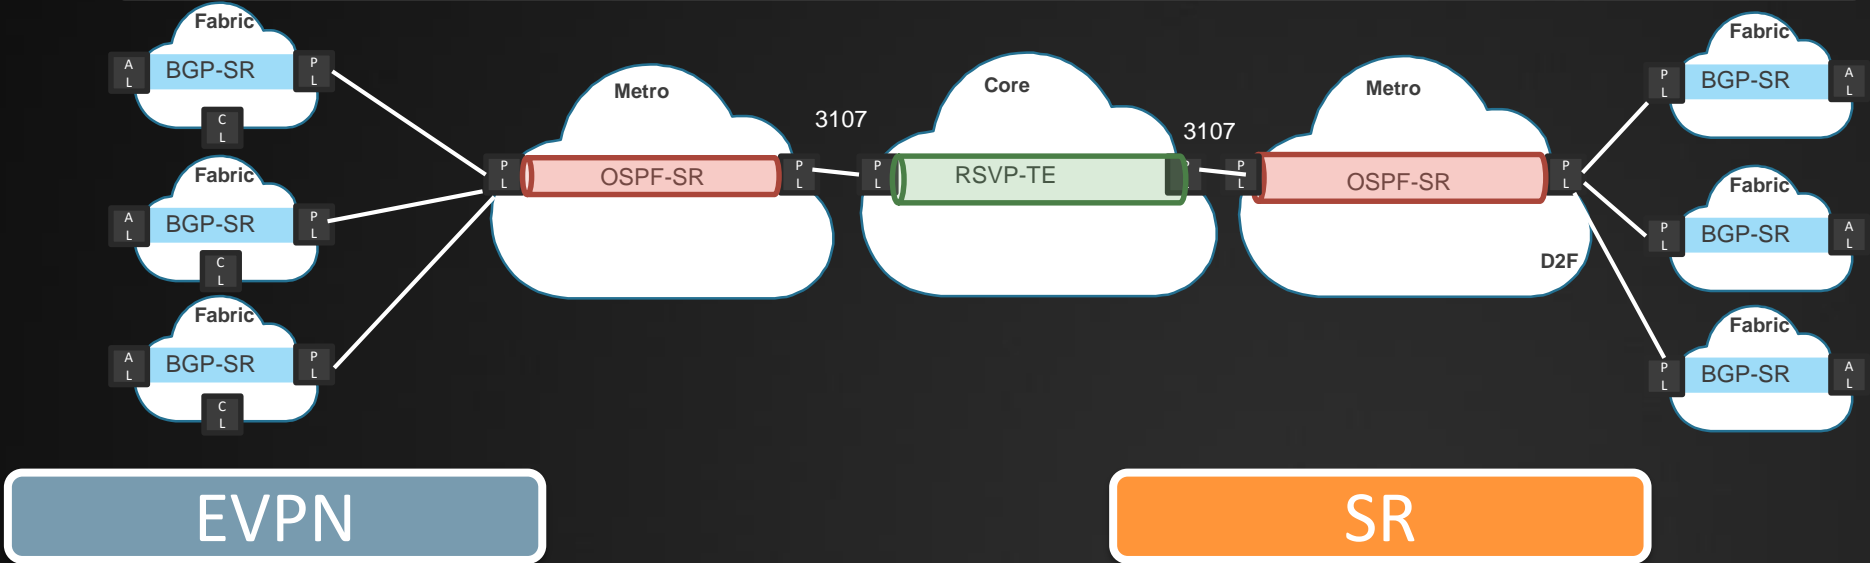 Fabric
A
L
BGP-SR
P
L
C
L
Fabric
A
L
BGP-SR
P
L
C
L
Fabric
A
L
BGP-SR
P
L
C
L
Metro
P
L
OSPF-SR
P
L
3107
Core
P
L
RSVP-TE
P
L
3107
Metro
P
L
OSPF-SR
P
L
D2F
Fabric
P
L
BGP-SR
A
L
Fabric
P
L
BGP-SR
A
L
Fabric
P
L
BGP-SR
A
L
EVPN
SR